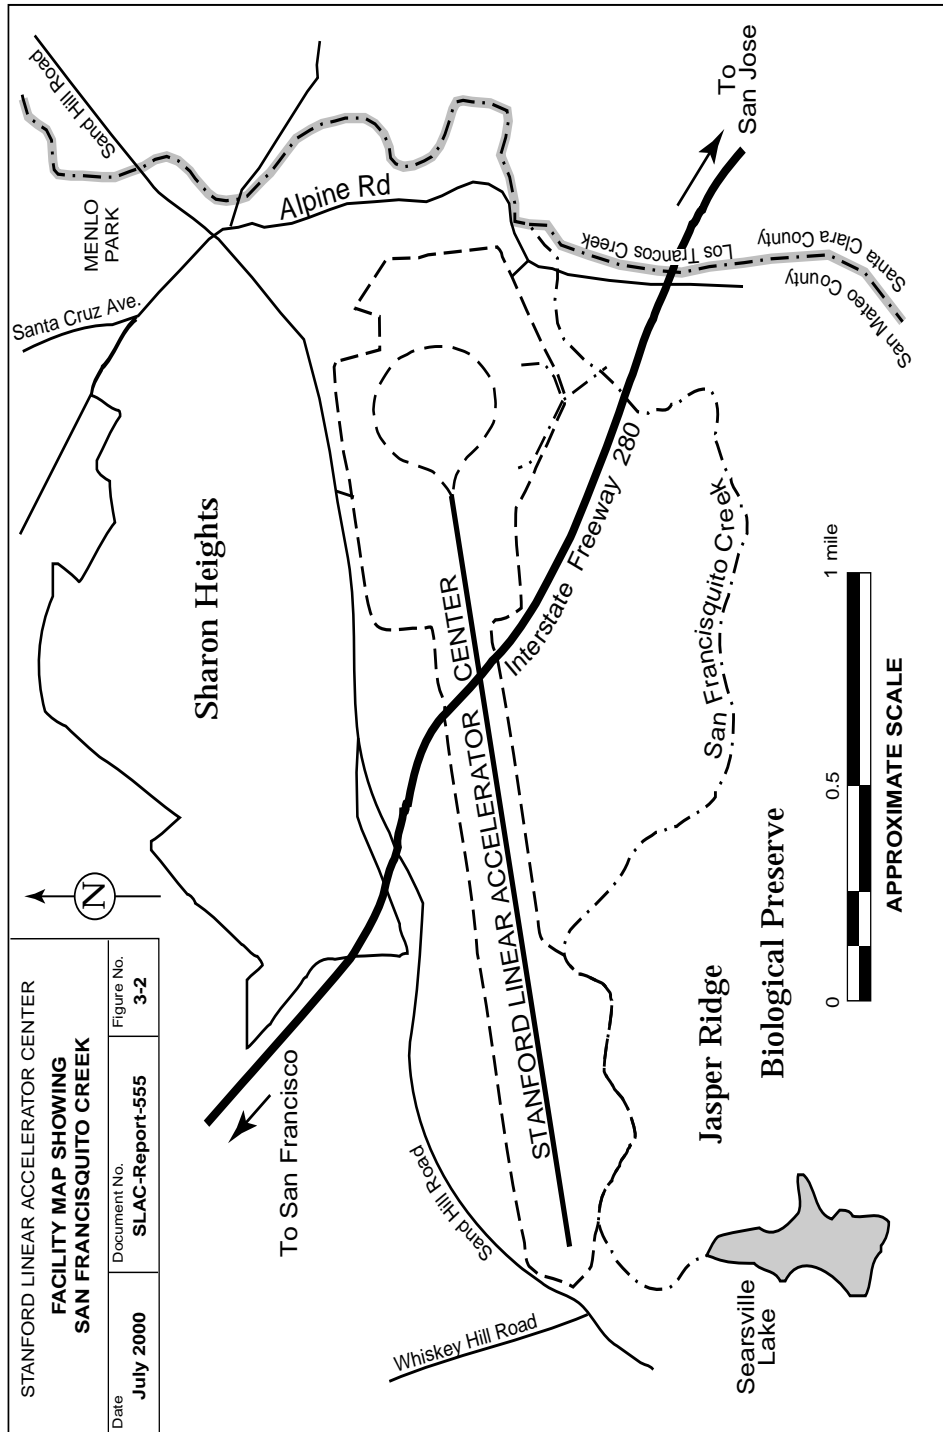 STANFORD LINEAR ACCELERATOR CENTER
FACILITY MAP SHOWING
SAN FRANCISQUITO CREEK
Date
July 2000
Document No.
SLAC-Report-555
Figure No.
3-2
N
Sand Hill Road
MENLO
PARK
Santa Cruz Ave.
Alpine Rd
Sharon Heights
To
San Jose
Los Trancos Creek
Santa Clara County
San Mateo County
Interstate Freeway 280
STANFORD LINEAR ACCELERATOR CENTER
San Francisquito Creek
To San Francisco
Sand Hill Road
Whiskey Hill Road
Jasper Ridge
Biological Preserve
Searsville
Lake
0
0.5
1 mile
APPROXIMATE SCALE